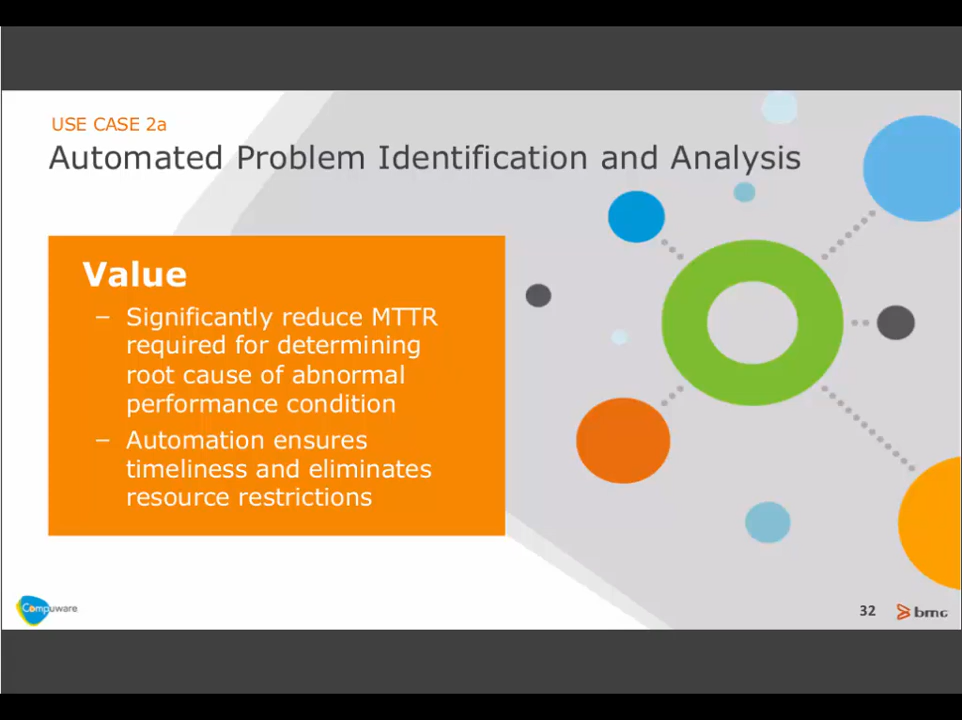 USE CASE 2a
Automated Problem Identification and Analysis
Value
– Significantly reduce MTTR
required for determining
root cause of abnormal
performance condition
– Automation ensures
timeliness and eliminates
resource restrictions
Compuware
32
bmc